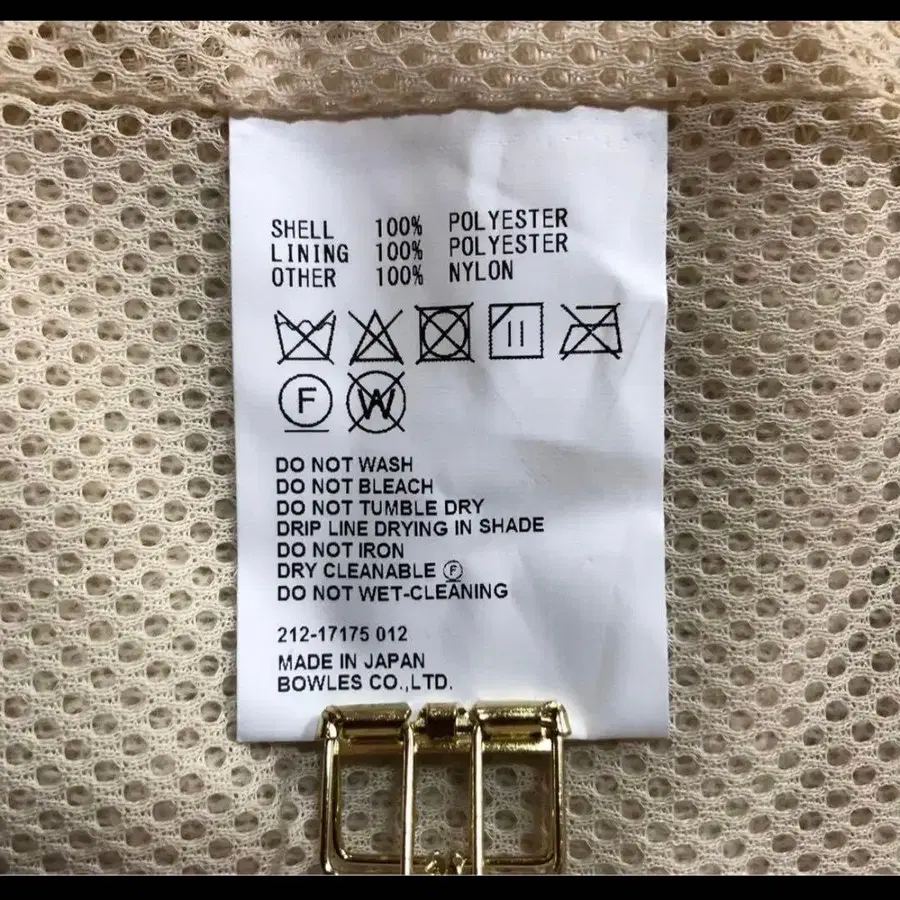 SHELL 100% POLYESTER
LINING 100% POLYESTER
OTHER 100% NYLON
F W
DO NOT WASH
DO NOT BLEACH
DO NOT TUMBLE DRY
DRIP LINE DRYING IN SHADE
DO NOT IRON
DRY CLEANABLE Ⓕ
DO NOT WET-CLEANING
212-17175 012
MADE IN JAPAN
BOWLES CO.,LTD.